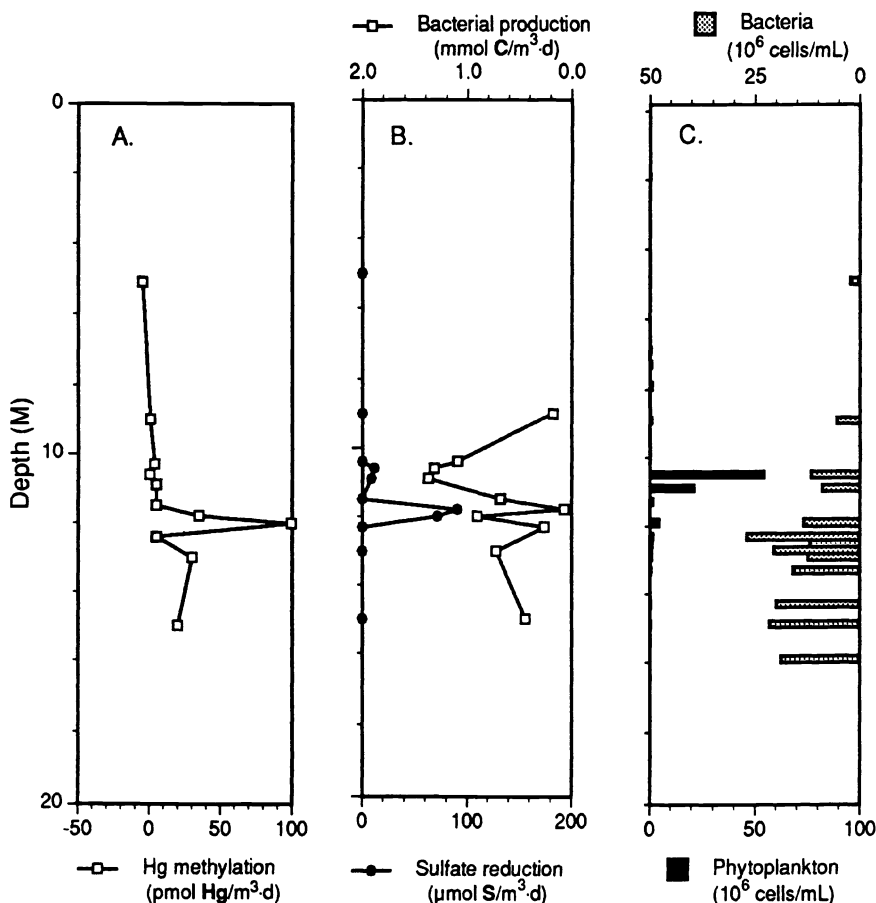 Bacterial production
(mmol C/m³·d)
2.0 1.0 0.0
Bacteria
(10⁶ cells/mL)
50 25 0
0
A.
B.
C.
Depth (M)
10
20
-50 0 50 100
0 100 200
0 50 100
Hg methylation
(pmol Hg/m³·d)
Sulfate reduction
(µmol S/m³·d)
Phytoplankton
(10⁶ cells/mL)